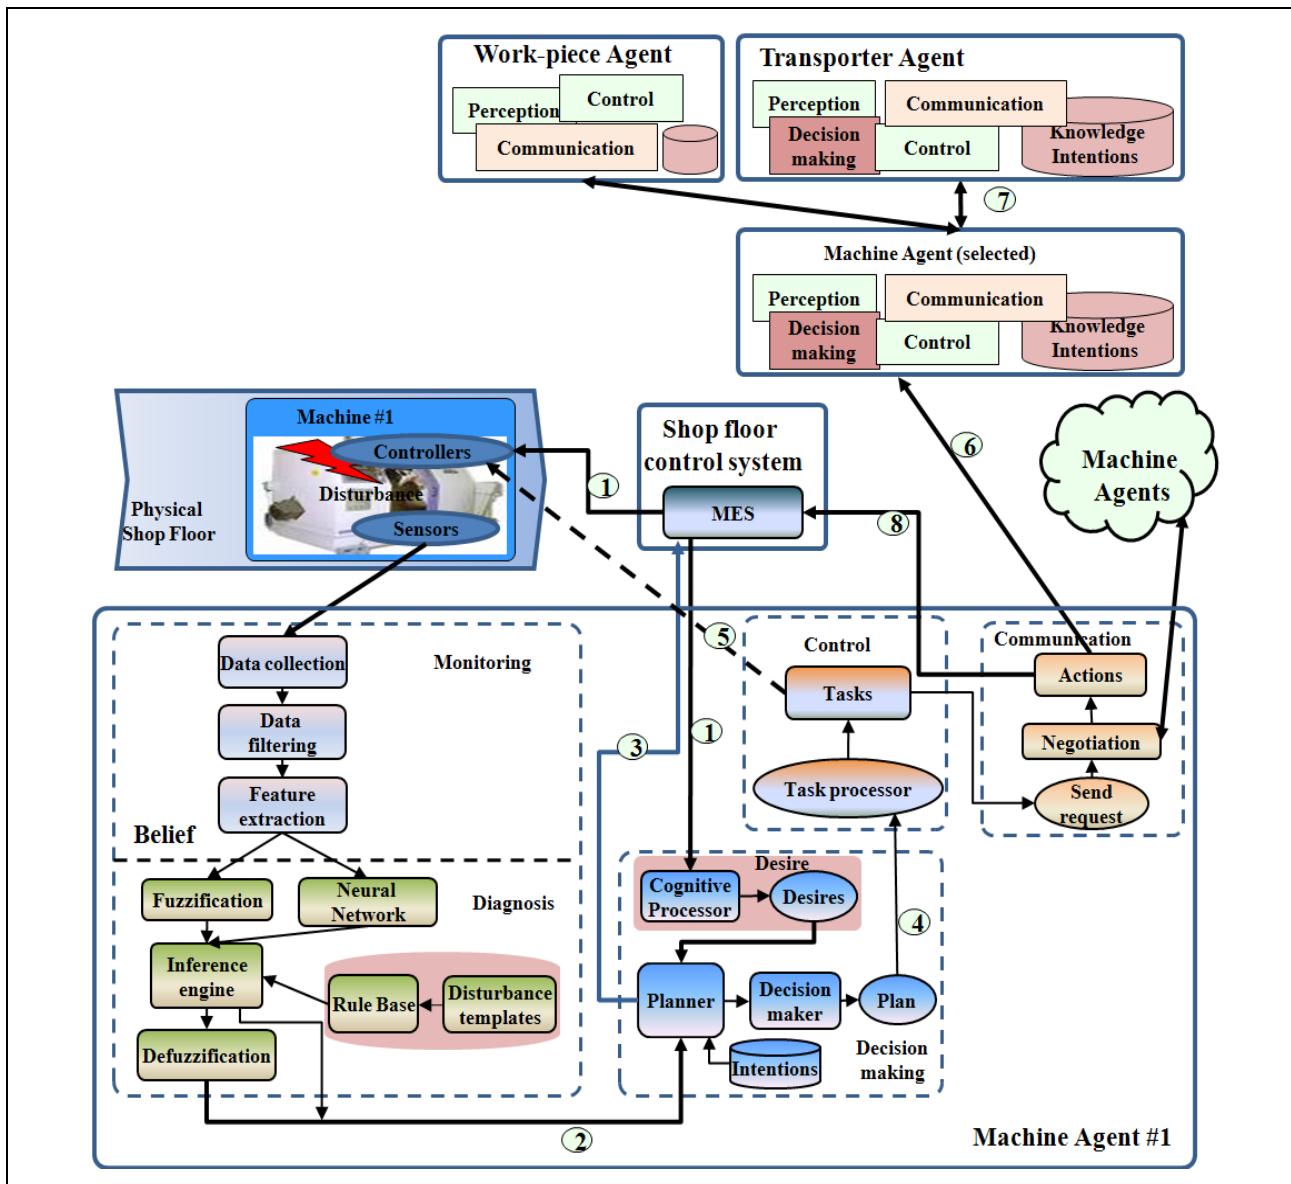 Work-piece Agent
Perception
Control
Communication
Transporter Agent
Perception
Communication
Decision
making
Control
Knowledge
Intentions
7
Machine Agent (selected)
Perception
Communication
Decision
making
Control
Knowledge
Intentions
Physical
Shop Floor
Machine #1
Controllers
Disturbance
Sensors
1
Shop floor
control system
MES
8
6
Machine
Agents
Monitoring
Data collection
Data
filtering
Feature
extraction
Belief
5
Control
Tasks
Task processor
Communication
Actions
Negotiation
Send
request
3
1
Fuzzification
Neural
Network
Diagnosis
Inference
engine
Rule Base
Disturbance
templates
Defuzzification
2
Desire
Cognitive
Processor
Desires
4
Planner
Decision
maker
Plan
Intentions
Decision
making
Machine Agent #1